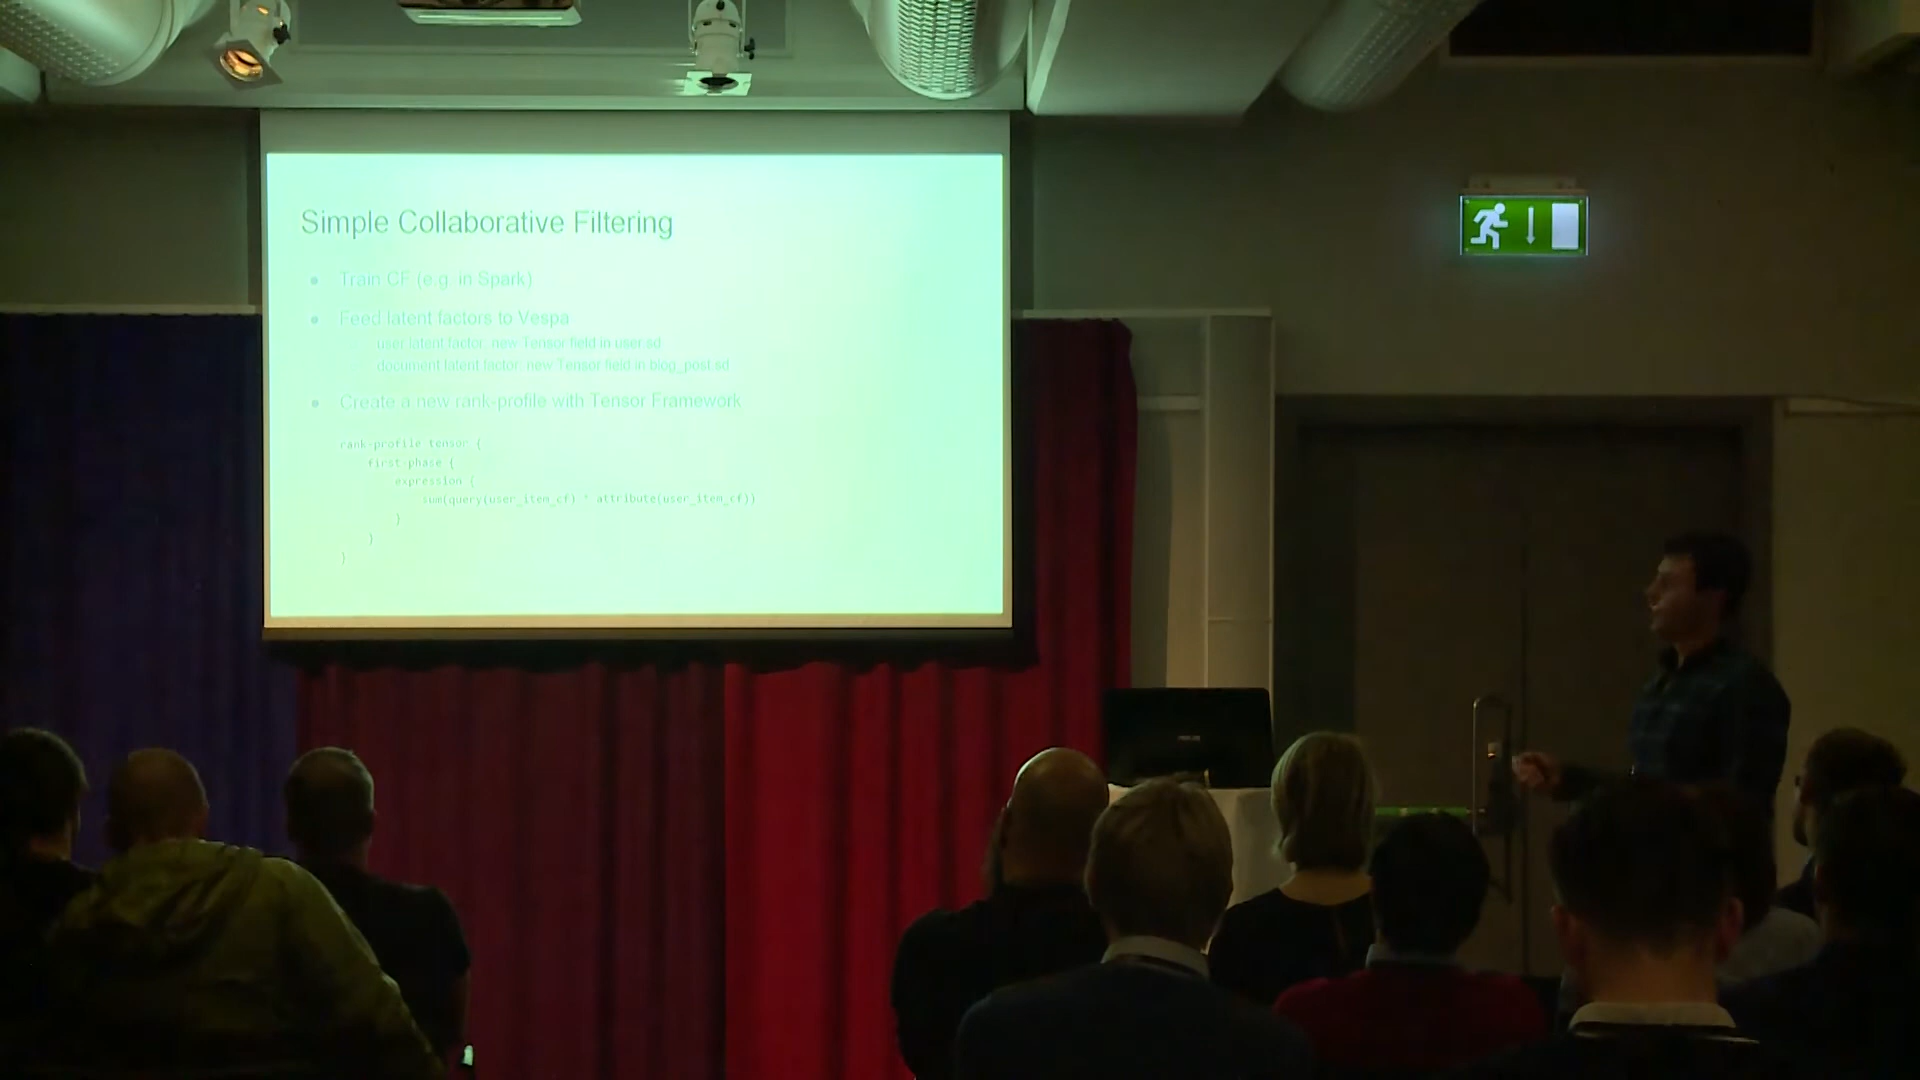 Simple Collaborative Filtering
● Train CF (e.g. in Spark)
● Feed latent factors to Vespa
user latent factor: new Tensor field in user.sd
document latent factor: new Tensor field in blog_post.sd
● Create a new rank-profile with Tensor Framework
rank-profile tensor {
first-phase {
expression {
sum(query(user_item_cf) * attribute(user_item_cf))
}
}
}